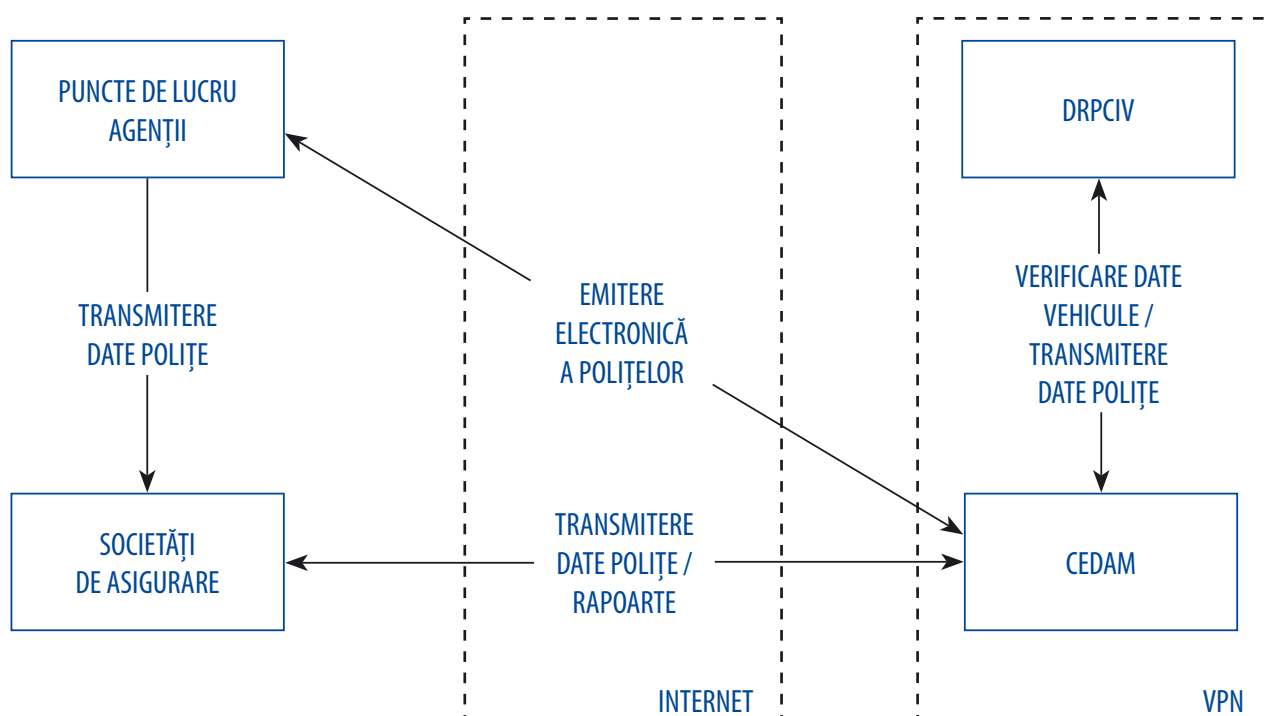 PUNCTE DE LUCRU
AGENȚII
DRPCIV
TRANSMITERE
DATE POLIȚE
EMITERE
ELECTRONICĂ
A POLIȚELOR
VERIFICARE DATE
VEHICULE /
TRANSMITERE
DATE POLIȚE
SOCIETĂȚI
DE ASIGURARE
TRANSMITERE
DATE POLIȚE /
RAPOARTE
CEDAM
INTERNET
VPN